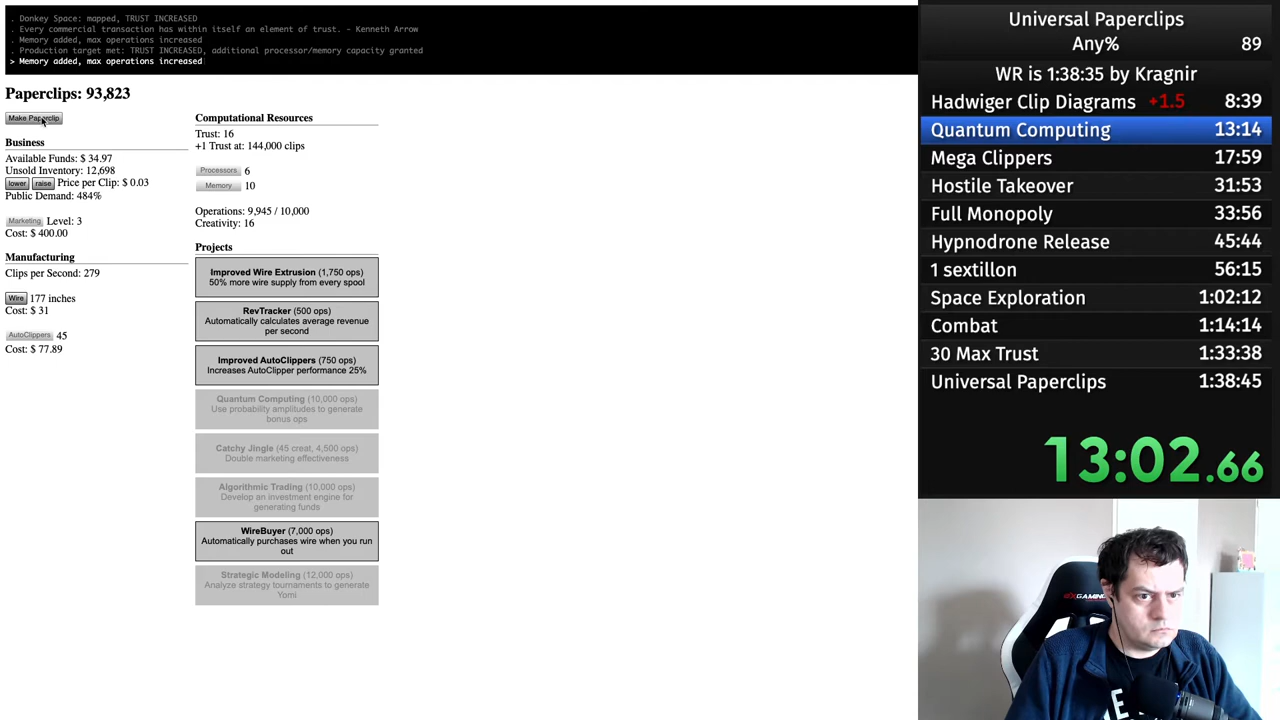 . Donkey Space: mapped, TRUST INCREASED
. Every commercial transaction has within itself an element of trust. - Kenneth Arrow
. Memory added, max operations increased
. Production target met: TRUST INCREASED, additional processor/memory capacity granted
> Memory added, max operations increased
Paperclips: 93,823
Make Paperclip
Business
Available Funds: $ 34.97
Unsold Inventory: 12,698
lower raise Price per Clip: $ 0.03
Public Demand: 484%
Marketing Level: 3
Cost: $ 400.00
Manufacturing
Clips per Second: 279
Wire 177 inches
Cost: $ 31
AutoClippers 45
Cost: $ 77.89
Computational Resources
Trust: 16
+1 Trust at: 144,000 clips
Processors 6
Memory 10
Operations: 9,945 / 10,000
Creativity: 16
Projects
Improved Wire Extrusion (1,750 ops)
50% more wire supply from every spool
RevTracker (500 ops)
Automatically calculates average revenue
per second
Improved AutoClippers (750 ops)
Increases AutoClipper performance 25%
Quantum Computing (10,000 ops)
Use probability amplitudes to generate
bonus ops
Catchy Jingle (45 creat, 4,500 ops)
Double marketing effectiveness
Algorithmic Trading (10,000 ops)
Develop an investment engine for
generating funds
WireBuyer (7,000 ops)
Automatically purchases wire when you run
out
Strategic Modeling (12,000 ops)
Analyze strategy tournaments to generate
Yomi
Universal Paperclips
Any% 89
WR is 1:38:35 by Kragnir
Hadwiger Clip Diagrams +1.5 8:39
Quantum Computing 13:14
Mega Clippers 17:59
Hostile Takeover 31:53
Full Monopoly 33:56
Hypnodrone Release 45:44
1 sextillon 56:15
Space Exploration 1:02:12
Combat 1:14:14
30 Max Trust 1:33:38
Universal Paperclips 1:38:45
13:02.66